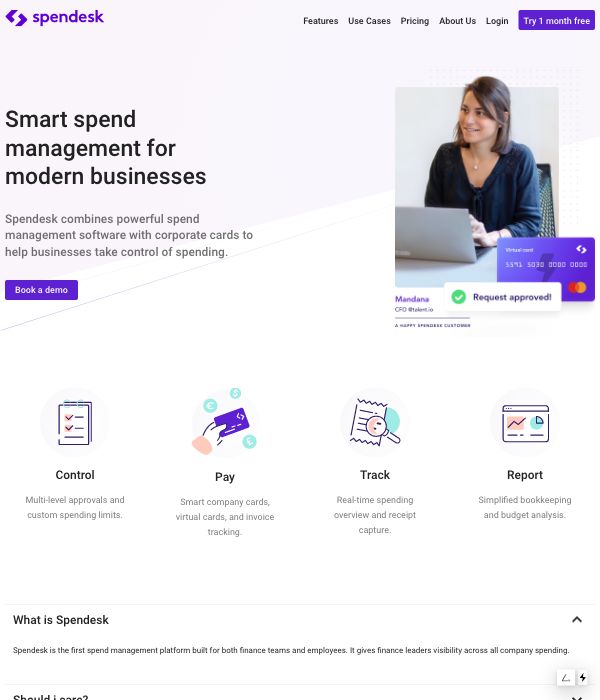 spendesk
Features Use Cases Pricing About Us Login Try 1 month free
Smart spend
management for
modern businesses
Spendesk combines powerful spend
management software with corporate cards to
help businesses take control of spending.
Book a demo
Virtual card
5591 5030 0000 0000
Request approved!
Mandana
CFO @talent.io
A HAPPY SPENDESK CUSTOMER
Control
Multi-level approvals and
custom spending limits.
Pay
Smart company cards,
virtual cards, and invoice
tracking.
Track
Real-time spending
overview and receipt
capture.
Report
Simplified bookkeeping
and budget analysis.
What is Spendesk
Spendesk is the first spend management platform built for both finance teams and employees. It gives finance leaders visibility across all company spending.
Should i care?